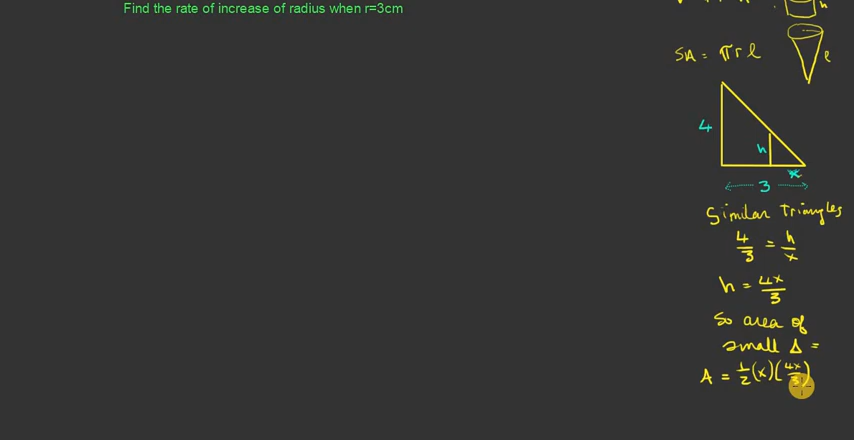 Find the rate of increase of radius when r=3cm
h
SA = πrl
l
4
h
x
3
Similar Triangles
4/3 = h/x
h = 4x/3
So area of
small Δ =
A = 1/2 (x)(4x/3)